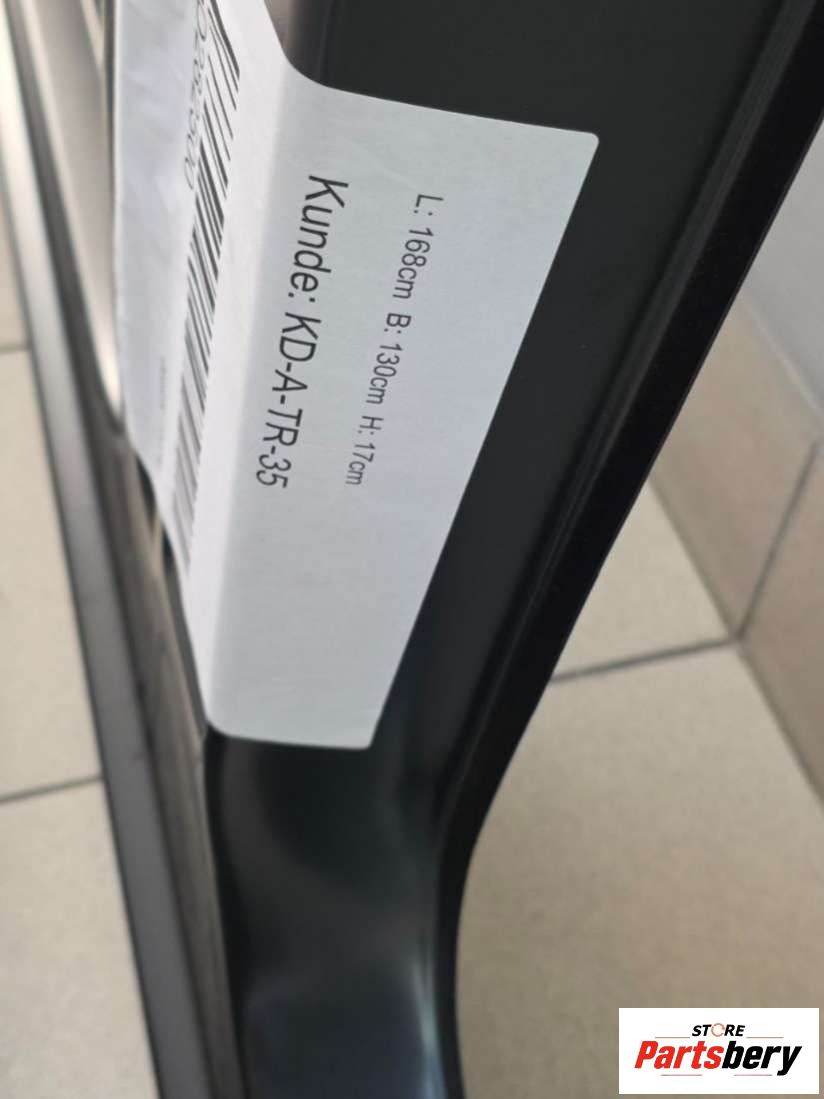 L: 168cm B: 130cm H: 17cm
Kunde: KD-A-TR-35
STORE
Partsbery